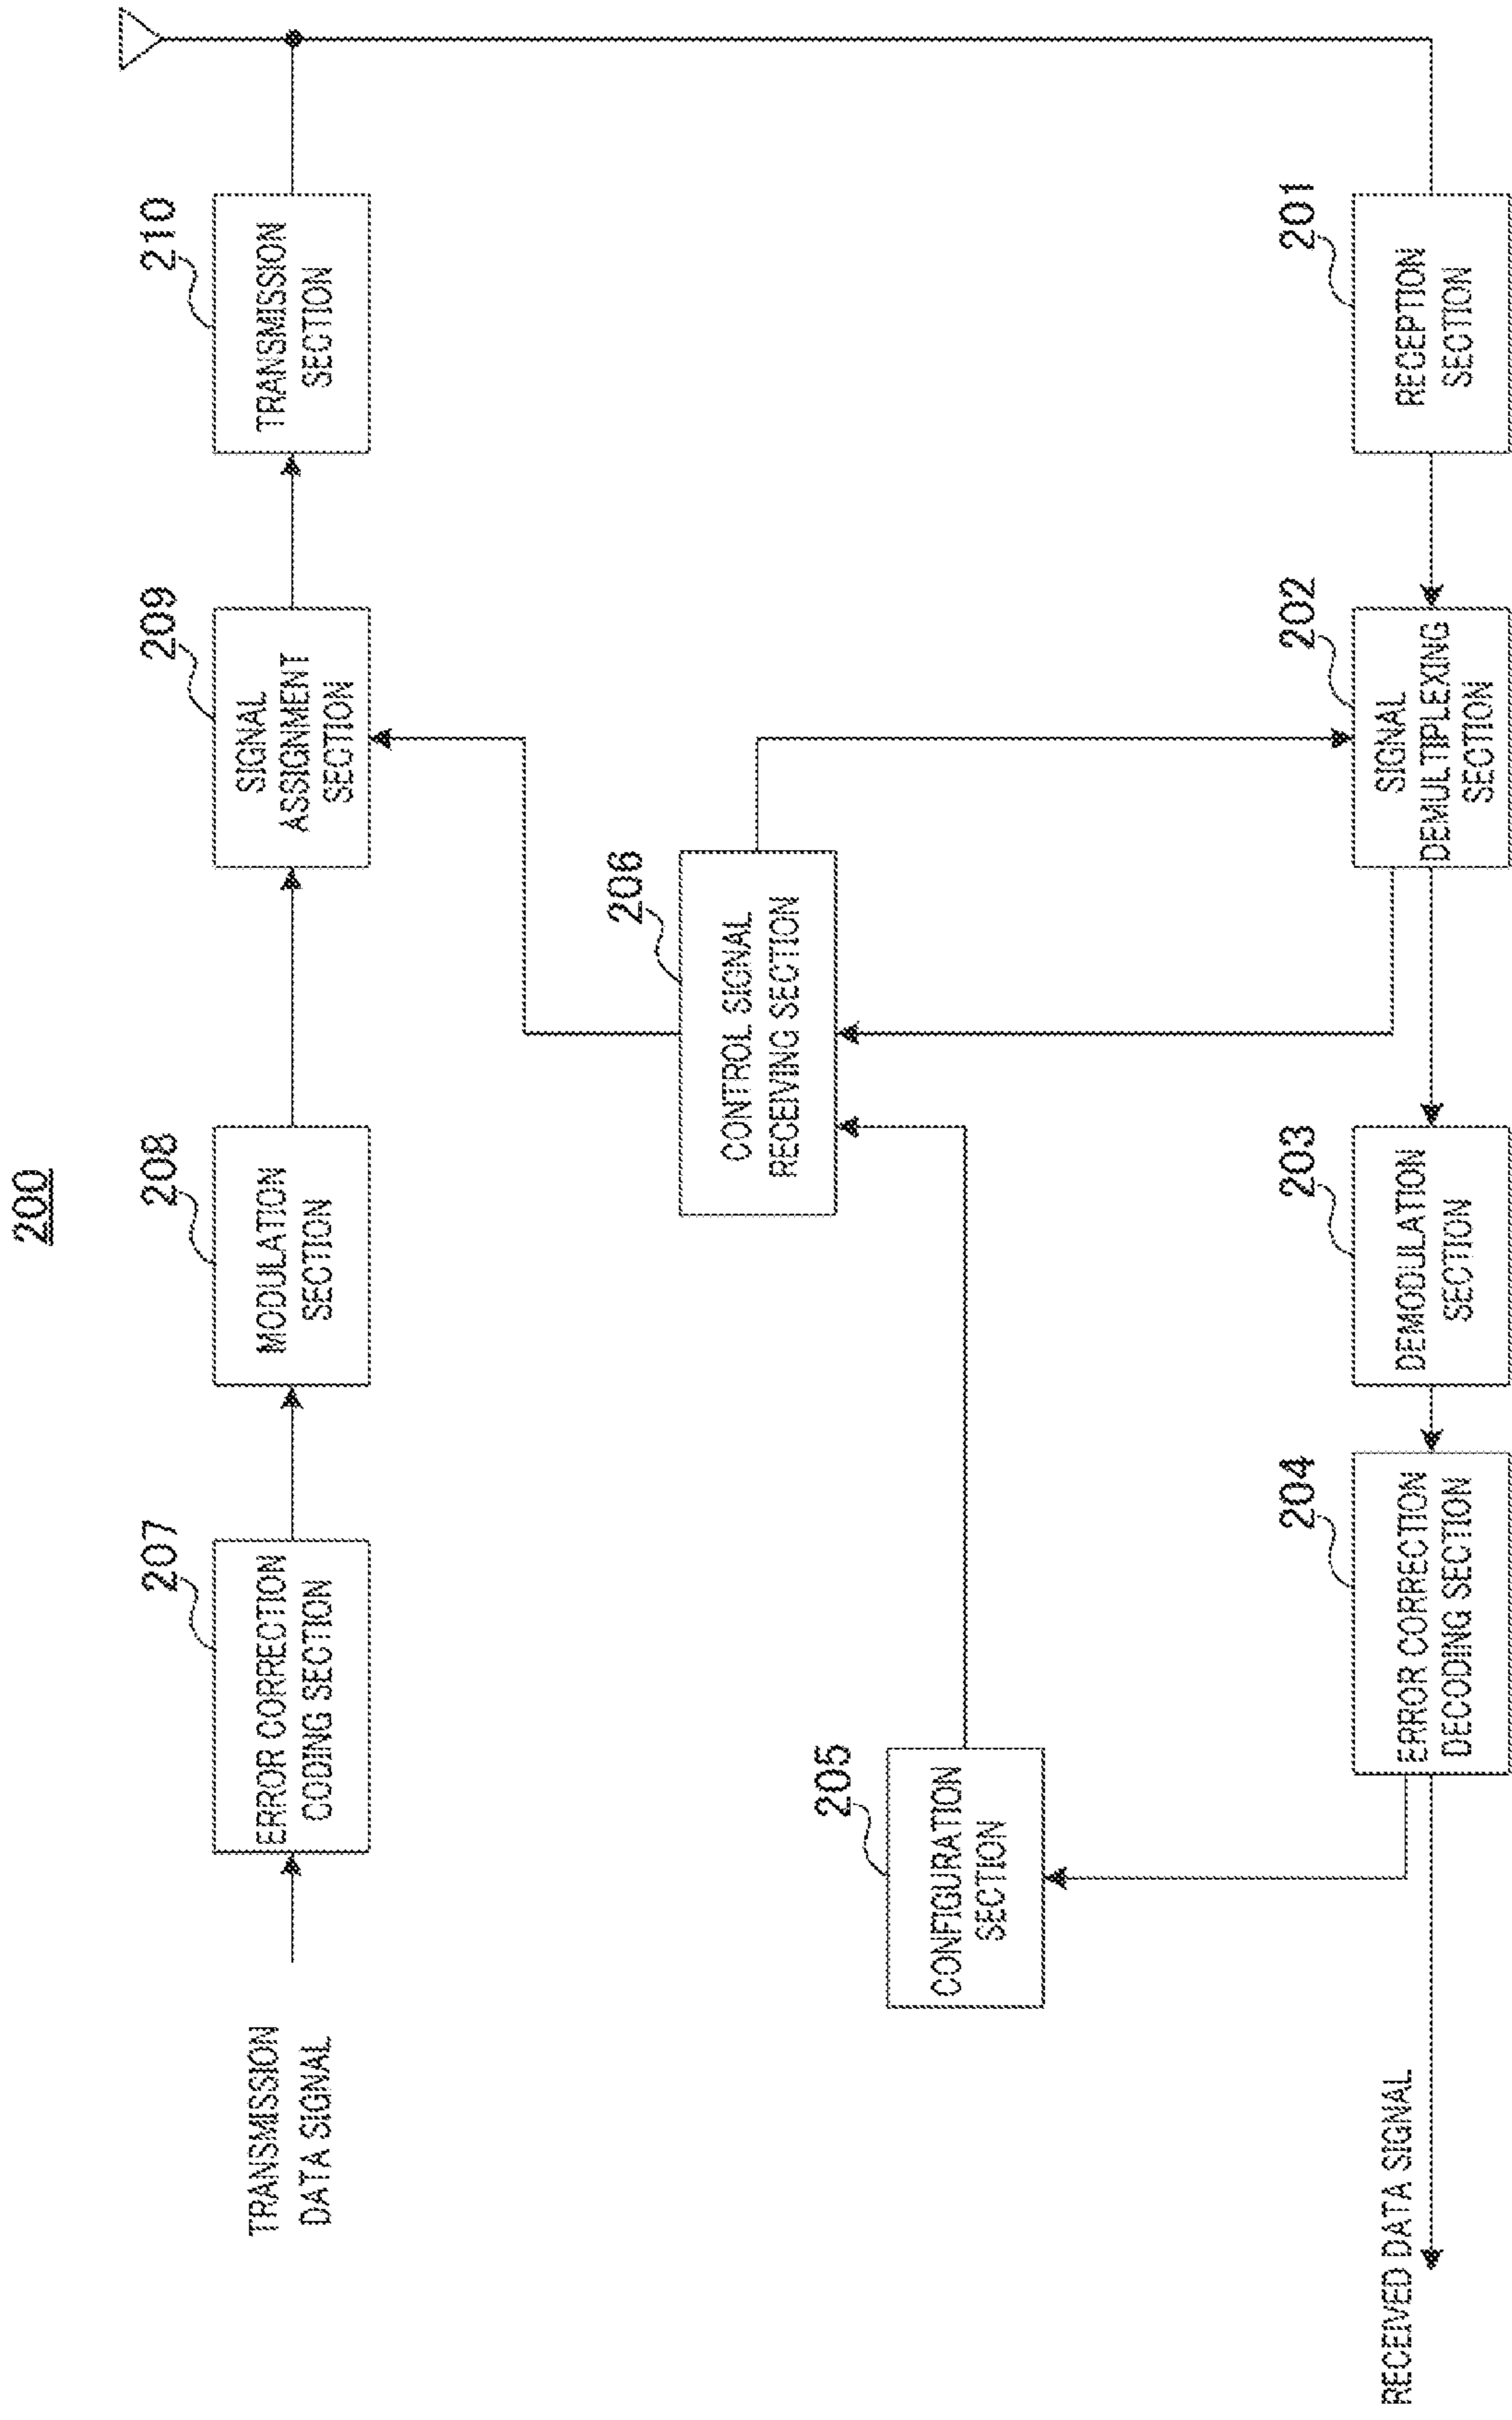 200
207
208
209
210
TRANSMISSION
DATA SIGNAL
ERROR CORRECTION
CODING SECTION
MODULATION
SECTION
SIGNAL
ASSIGNMENT
SECTION
TRANSMISSION
SECTION
206
CONTROL SIGNAL
RECEIVING SECTION
205
CONFIGURATION
SECTION
204
203
202
201
RECEIVED DATA SIGNAL
ERROR CORRECTION
DECODING SECTION
DEMODULATION
SECTION
SIGNAL
DEMULTIPLEXING
SECTION
RECEPTION
SECTION